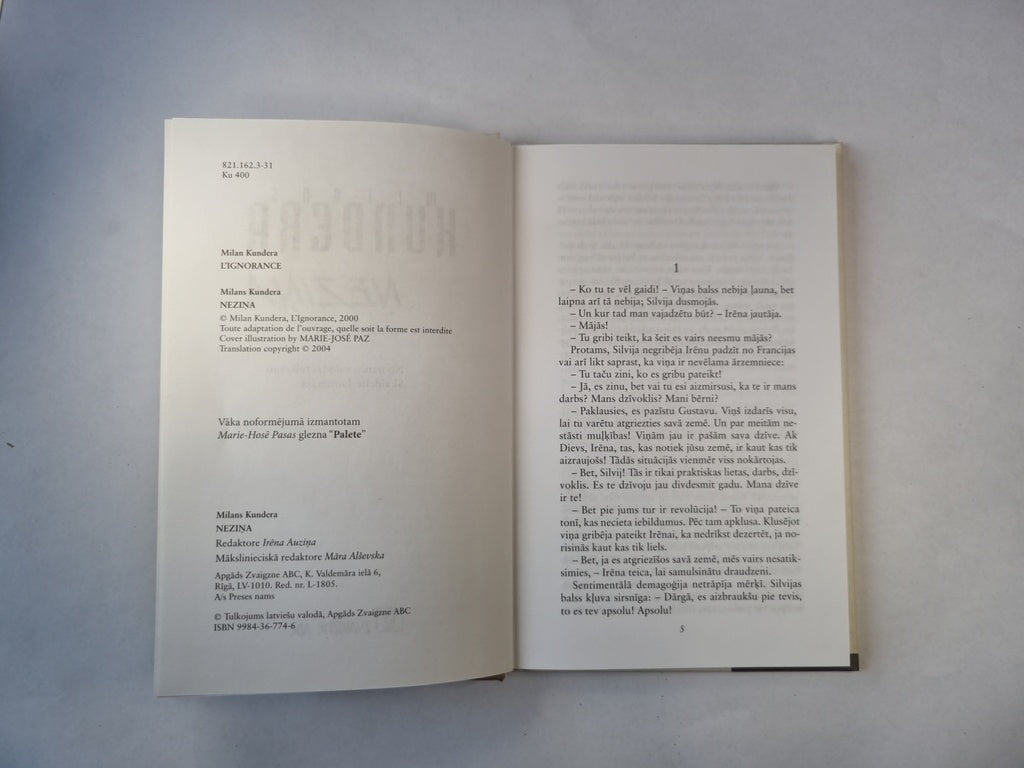 821.162.3-31
Ku 400
Milan Kundera
L'IGNORANCE
Milans Kundera
NEZIŅA
© Milan Kundera, L'Ignorance, 2000
Toute adaptation de l'ouvrage, quelle soit la forme est interdite
Cover illustration by MARIE-JOSÉ PAZ
Translation copyright © 2004
Vāka noformējumā izmantotam
Marie-Hosē Pasas glezna "Palete"
Milans Kundera
NEZIŅA
Redaktore Irēna Auziņa
Mākslinieciskā redaktore Māra Alševska
Apgāds Zvaigzne ABC, K. Valdemāra ielā 6,
Rīgā, LV-1010. Red. nr. L-1805.
A/s Preses nams
© Tulkojums latviešu valodā, Apgāds Zvaigzne ABC
ISBN 9984-36-774-6
1
– Ko tu te vēl gaidi! – Viņas balss nebija ļauna, bet
laipna arī tā nebija; Silvija dusmojās.
– Un kur tad man vajadzētu būt? – Irēna jautāja.
– Mājās!
– Tu gribi teikt, ka šeit es vairs neesmu mājās?
Protams, Silvija negribēja Irēnu padzīt no Francijas
vai arī likt saprast, ka viņa ir nevēlama ārzemniece:
– Tu taču zini, ko es gribu pateikt!
– Jā, es zinu, bet vai tu esi aizmirsusi, ka te ir mans
darbs? Mans dzīvoklis? Mani bērni?
– Paklausies, es pazīstu Gustavu. Viņš izdarīs visu,
lai tu varētu atgriezties savā zemē. Un par meitām ne-
stāsti muļķības! Viņām jau ir pašām sava dzīve. Ak
Dievs, Irēna, tas, kas notiek jūsu zemē, ir kaut kas tik
aizraujošs! Tādās situācijās vienmēr viss nokārtojas.
– Bet, Silvij! Tās ir tikai praktiskas lietas, darbs, dzī-
voklis. Es te dzīvoju jau divdesmit gadu. Mana dzīve
ir te!
– Bet pie jums tur ir revolūcija! – To viņa pateica
tonī, kas necieta iebildumus. Pēc tam apklusa. Klusējot
viņa gribēja pateikt Irēnai, ka nedrīkst dezertēt, ja no-
risinās kaut kas tik liels.
– Bet, ja es atgriezīšos savā zemē, mēs vairs nesatik-
simies, – Irēna teica, lai samulsinātu draudzeni.
Sentimentālā demagoģija netrāpīja mērķī. Silvijas
balss kļuva sirsnīga: – Dārgā, es aizbraukšu pie tevis,
to es tev apsolu! Apsolu!
5